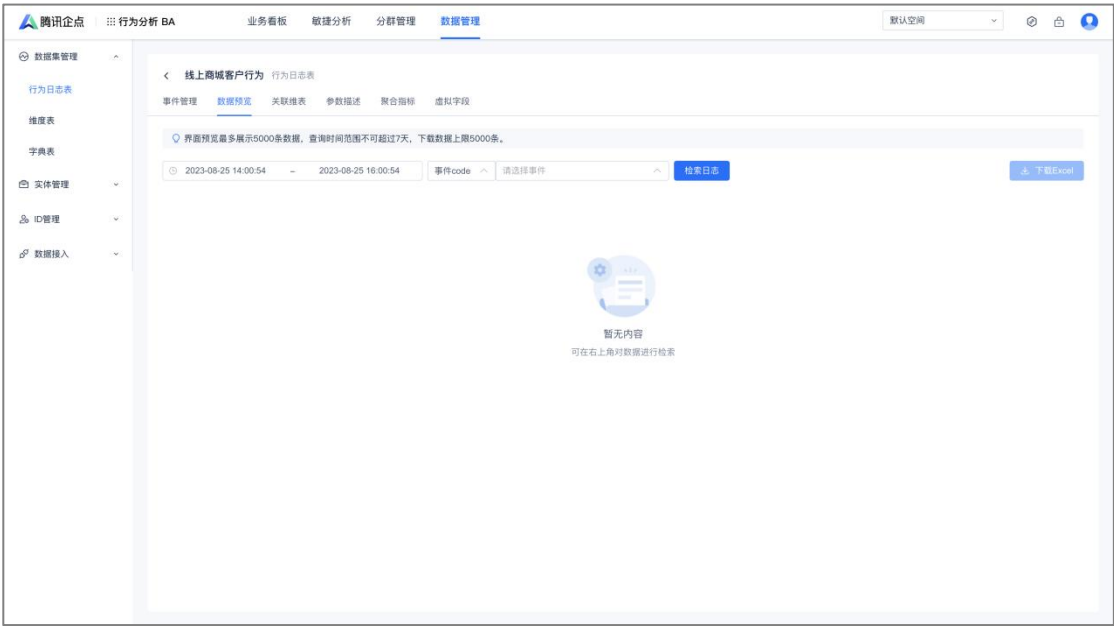 腾讯企点 行为分析 BA 业务看板 敏捷分析 分群管理 数据管理 默认空间
数据集管理
行为日志表
维度表
字典表
实体管理
ID管理
数据接入
线上商城客户行为 行为日志表
事件管理 数据预览 关联维表 参数描述 聚合指标 虚拟字段
界面预览最多展示5000条数据，查询时间范围不可超过7天，下载数据上限5000条。
2023-08-25 14:00:54 – 2023-08-25 16:00:54 事件code 请选择事件 检索日志 下载Excel
暂无内容
可在右上角对数据进行检索